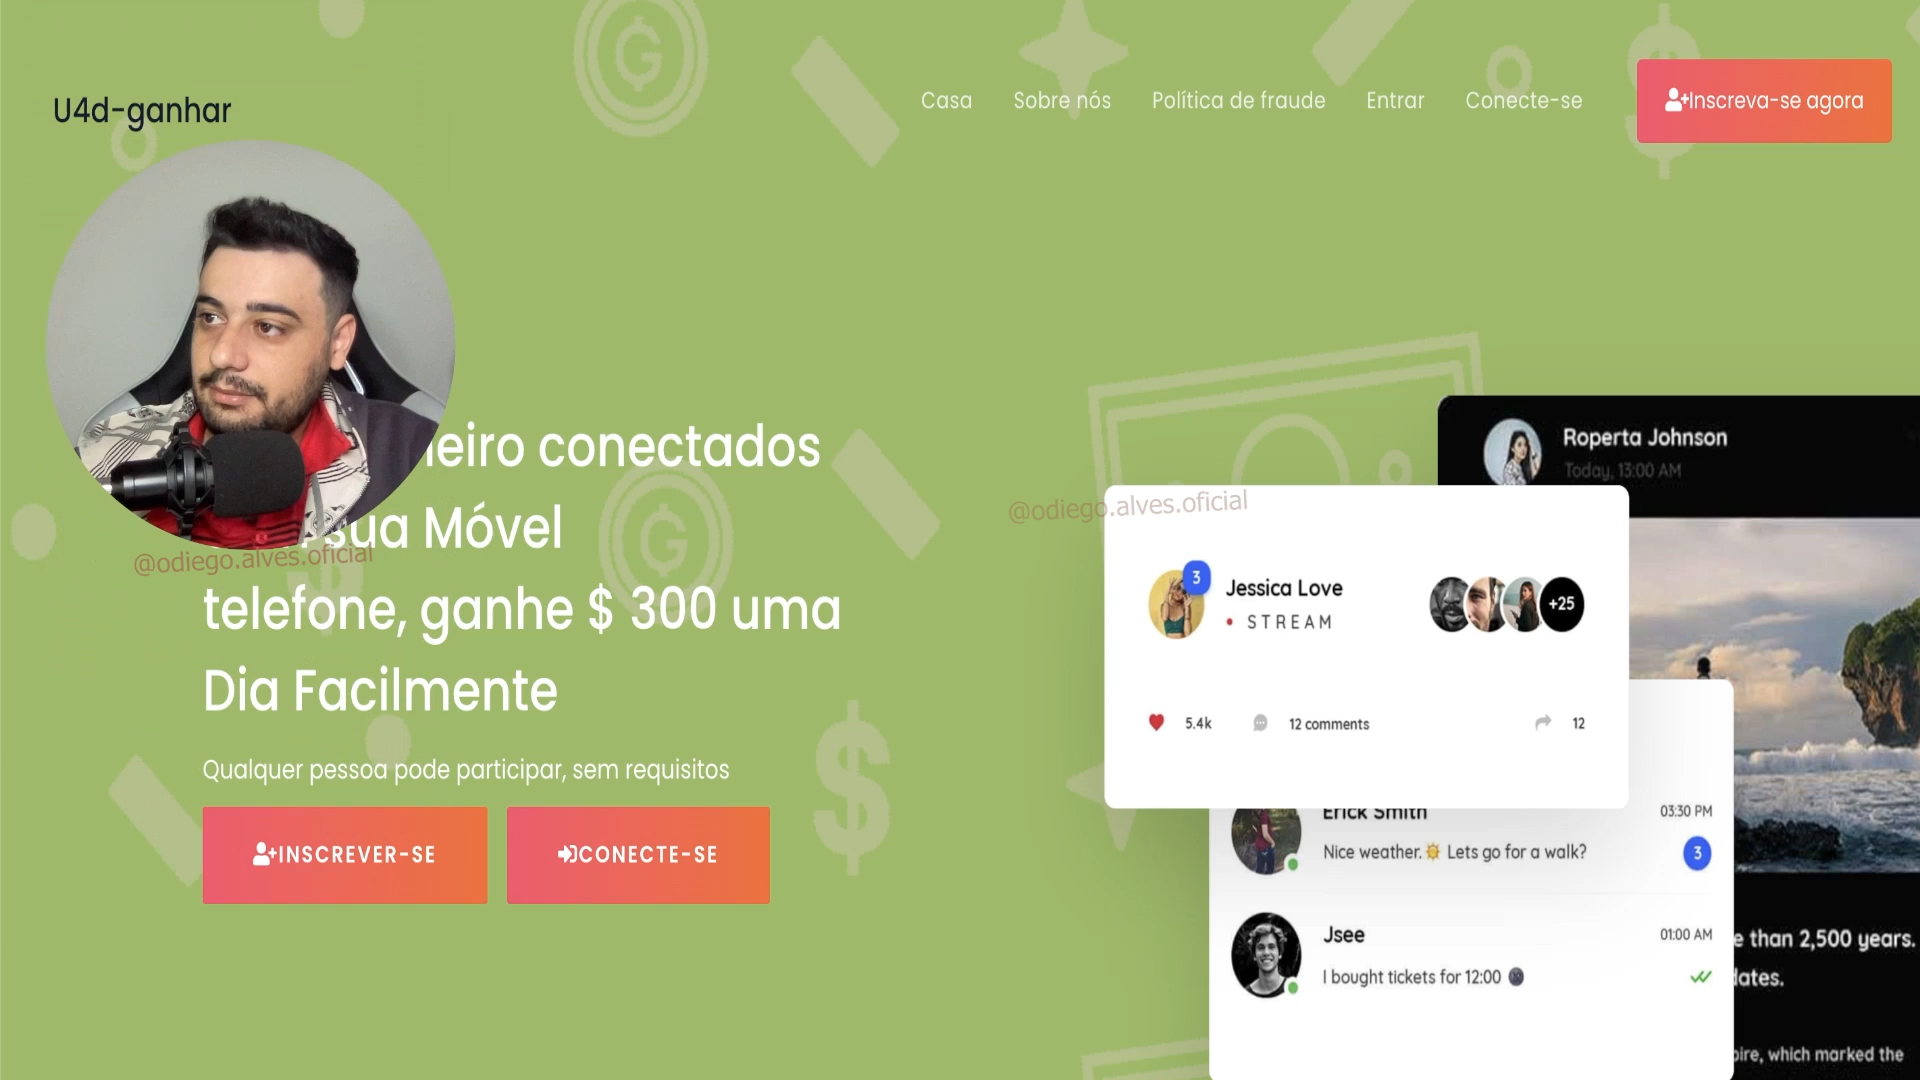 U4d-ganhar
Casa
Sobre nós
Política de fraude
Entrar
Conecte-se
Inscreva-se agora
conectados
sua Móvel
telefone, ganhe $ 300 uma
Dia Facilmente
Qualquer pessoa pode participar, sem requisitos
INSCREVER-SE
CONECTE-SE
@odiego.alves.oficial
@odiego.alves.oficial
Roperta Johnson
Today, 13:00 AM
3
Jessica Love
• STREAM
+25
5.4k
12 comments
12
Erick Smith
03:30 PM
Nice weather. Lets go for a walk?
3
Jsee
01:00 AM
I bought tickets for 12:00
than 2,500 years.
which marked the